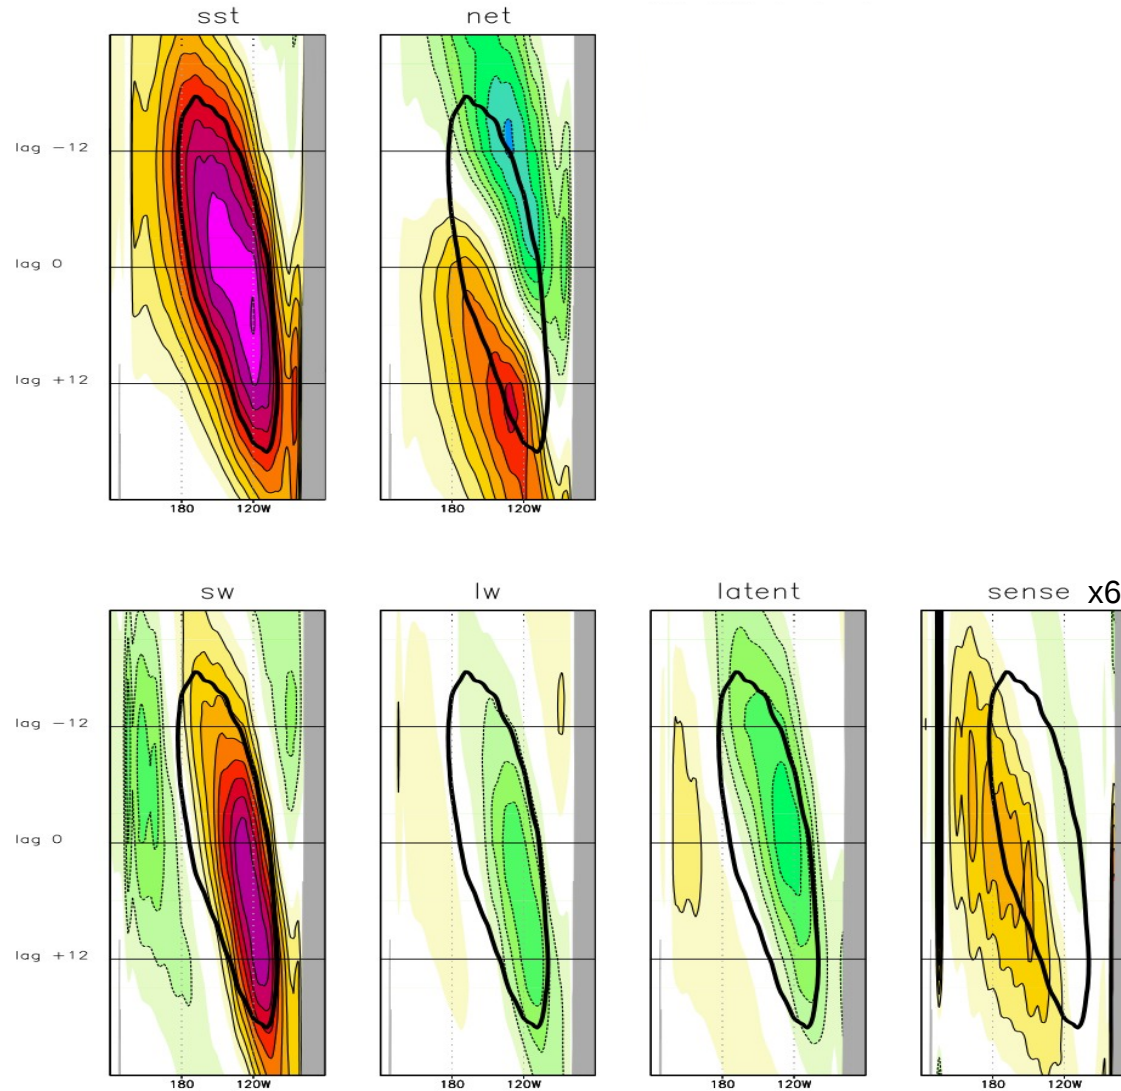 sst net
lag −12
lag 0
lag +12
180 120W 180 120W
sw lw latent sense x6
lag −12
lag 0
lag +12
180 120W 180 120W 180 120W 180 120W